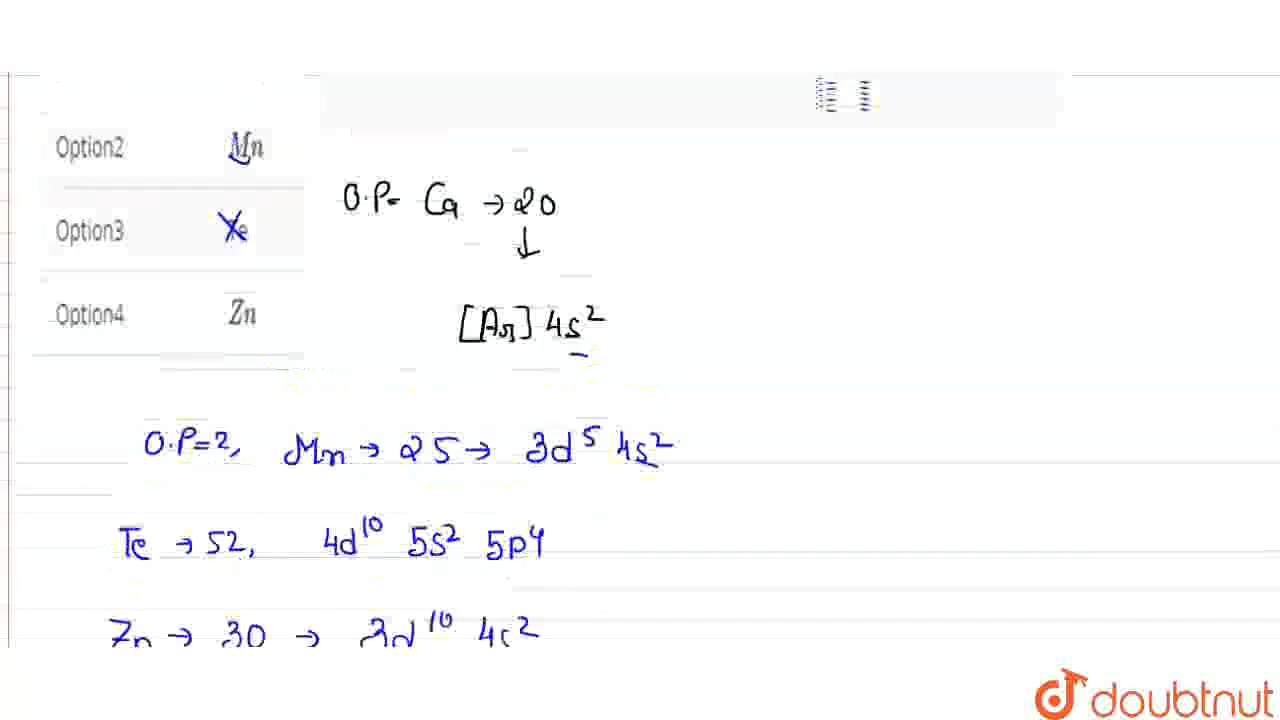 Option2 Mn
O.P= Ca → 20
↓
Option3
Option4 Zn
[Ar] 4s²
O.P=2, Mn → 25 → 3d⁵ 4s²
Te → 52, 4d¹⁰ 5s² 5p⁴
Zn → 30 → 3d¹⁰ 4s²
doubtnut